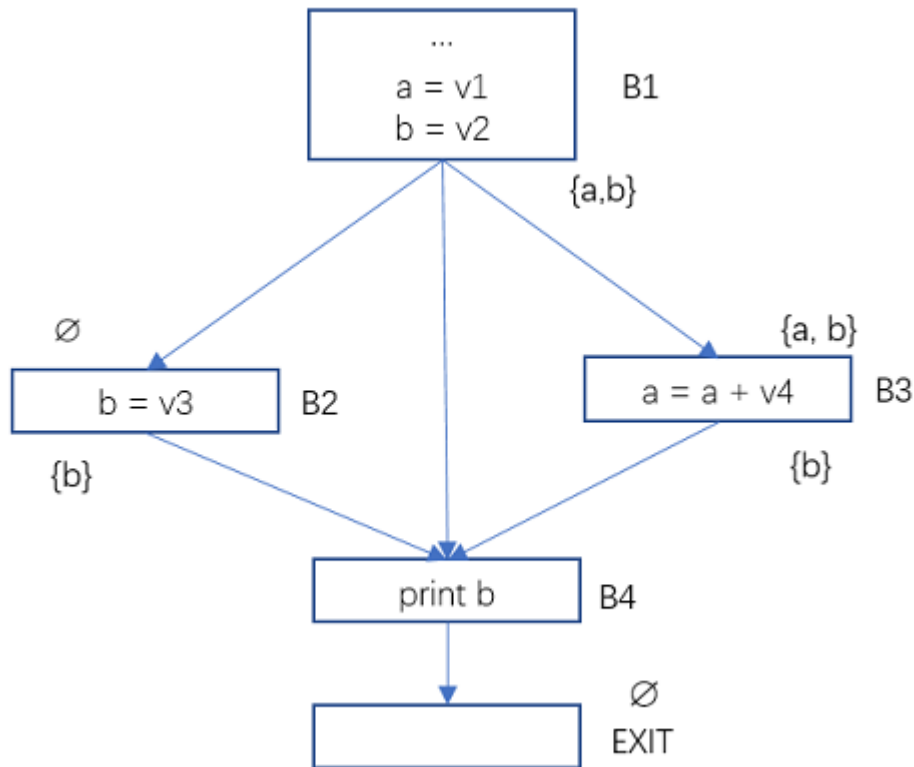 ...
a = v1
b = v2
B1
{a,b}
∅
{a, b}
b = v3
B2
a = a + v4
B3
{b}
{b}
print b
B4
∅
EXIT